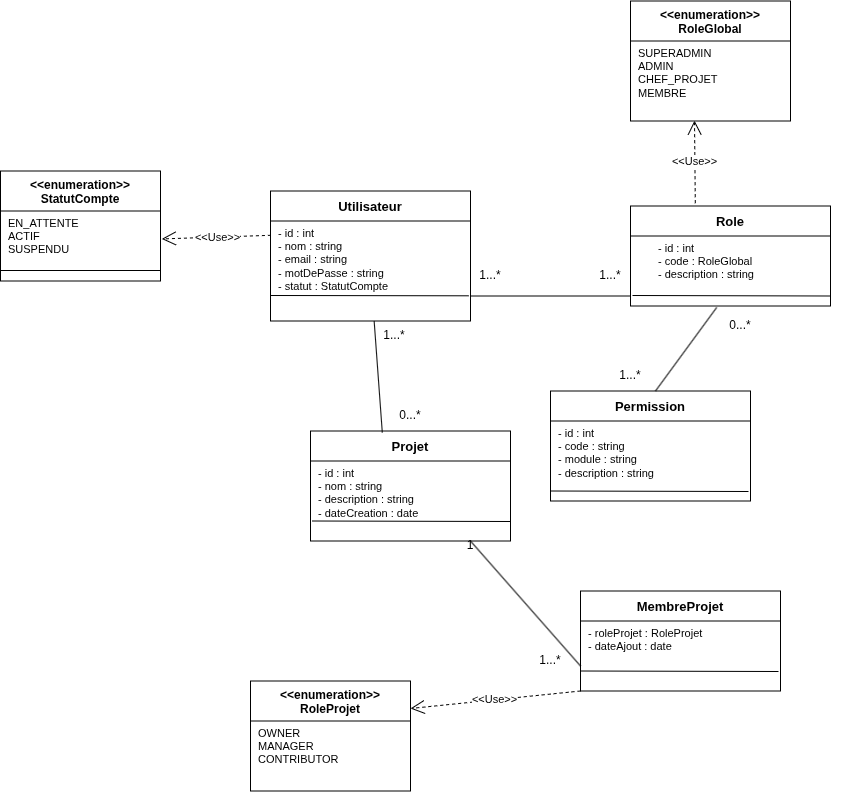 <<enumeration>>
RoleGlobal
SUPERADMIN
ADMIN
CHEF_PROJET
MEMBRE
<<Use>>
<<enumeration>>
StatutCompte
EN_ATTENTE
ACTIF
SUSPENDU
<<Use>>
Utilisateur
- id : int
- nom : string
- email : string
- motDePasse : string
- statut : StatutCompte
1...*
1...*
Role
- id : int
- code : RoleGlobal
- description : string
1...*
0...*
0...*
1...*
Projet
- id : int
- nom : string
- description : string
- dateCreation : date
Permission
- id : int
- code : string
- module : string
- description : string
1
1...*
MembreProjet
- roleProjet : RoleProjet
- dateAjout : date
<<Use>>
<<enumeration>>
RoleProjet
OWNER
MANAGER
CONTRIBUTOR